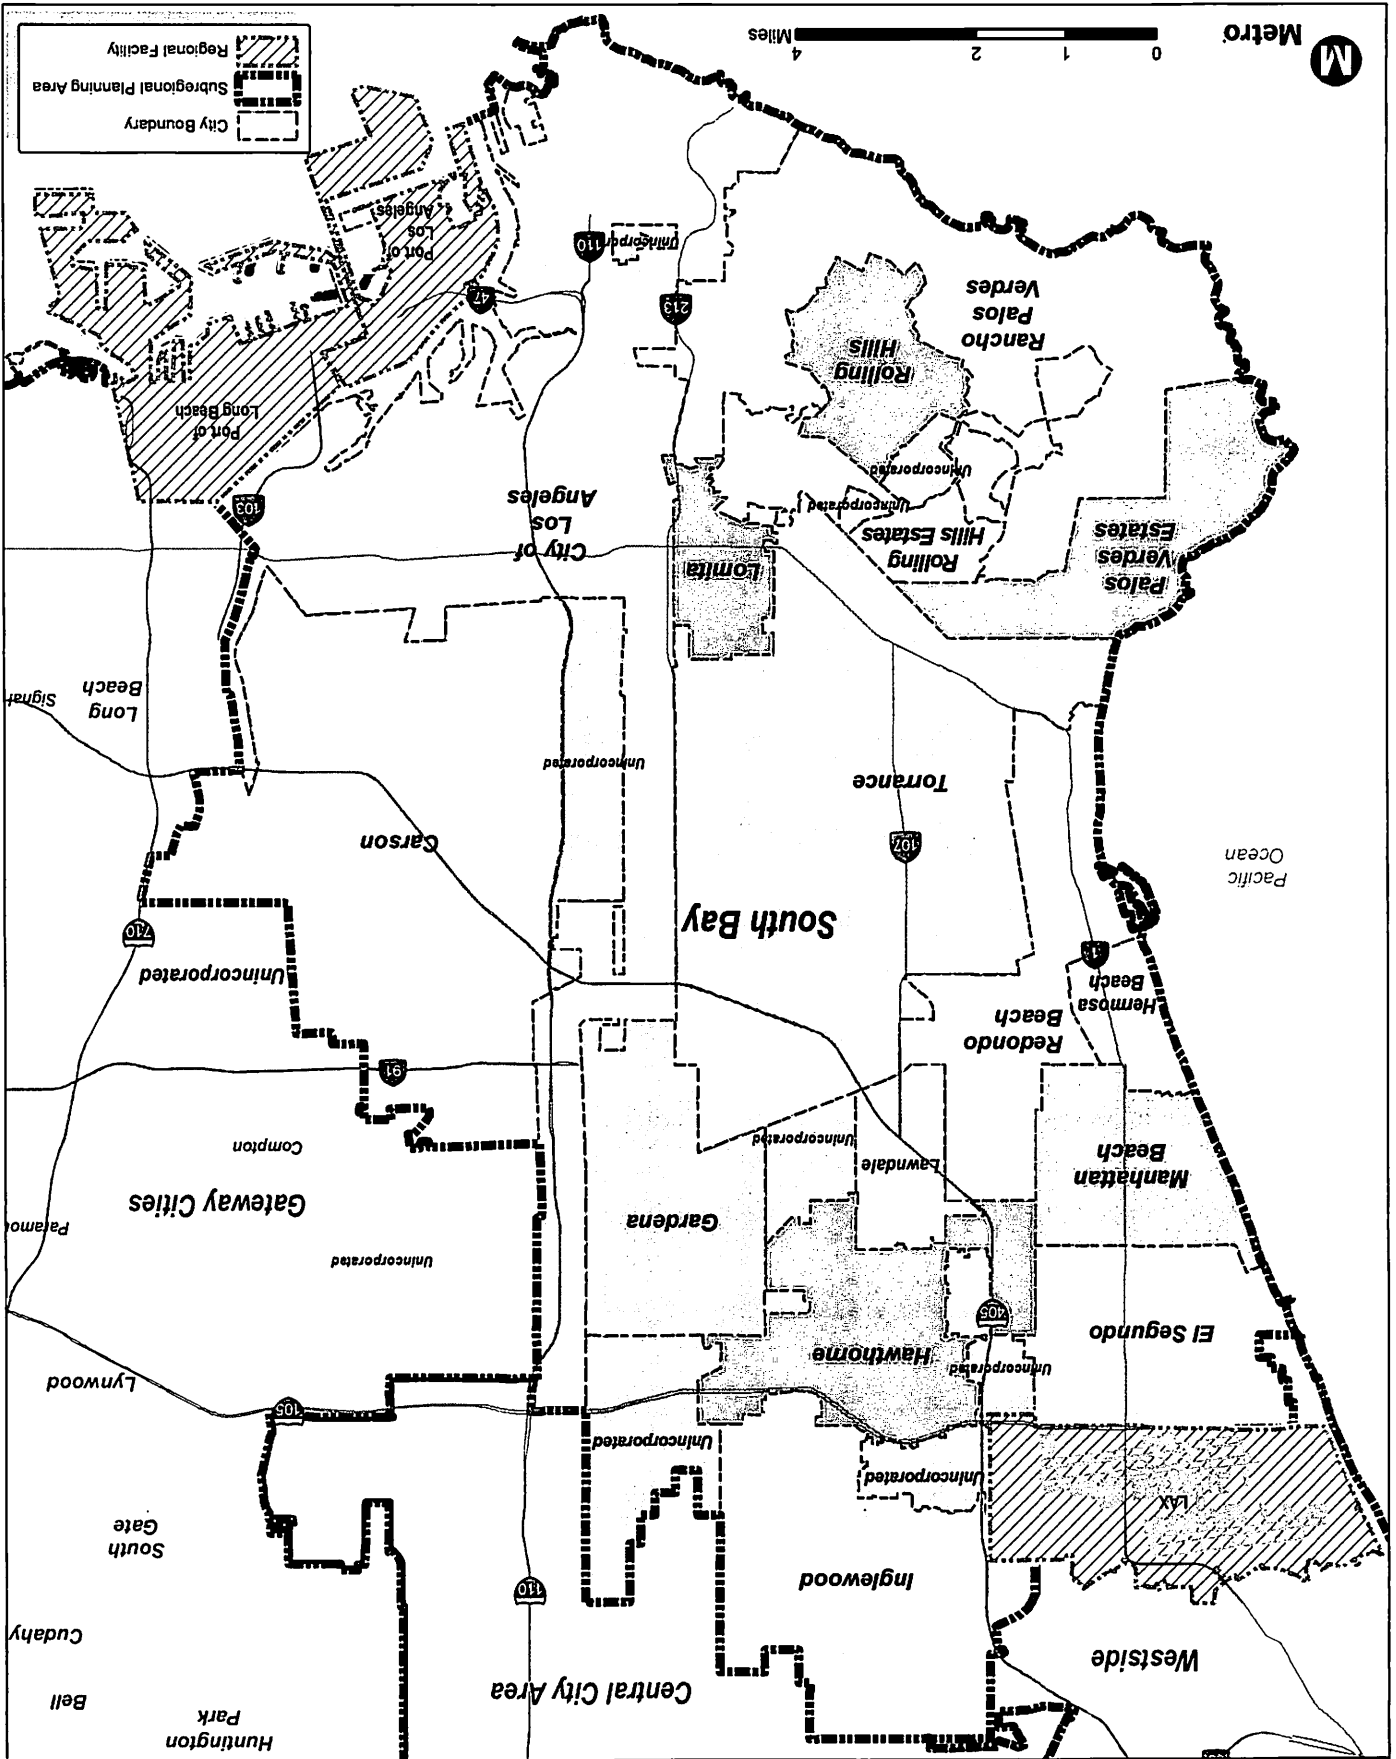 Huntington
Park
Bell
Cudahy
Central City Area
Westside
Inglewood
South
Gate
110
LAX
Unincorporated
Unincorporated
105
Lynwood
Hawthorne
Unincorporated
El Segundo
405
Unincorporated
Gateway Cities
Gardena
Manhattan
Beach
Lawndale
Unincorporated
Compton
91
Redondo
Beach
Hermosa
Beach
Unincorporated
710
South Bay
Pacific
Ocean
107
Carson
Torrance
Unincorporated
Long
Beach
Signal
Lomita
Palos
Verdes
Estates
Rolling
Hills Estates
Unincorporated
Unincorporated
City of
Los
Angeles
103
Port of
Long Beach
Rolling
Hills
Rancho
Palos
Verdes
213
47
110
Unincorpor
Port of
Los
Angeles
City Boundary
Subregional Planning Area
Regional Facility
M
Metro
0 1 2 4
Miles